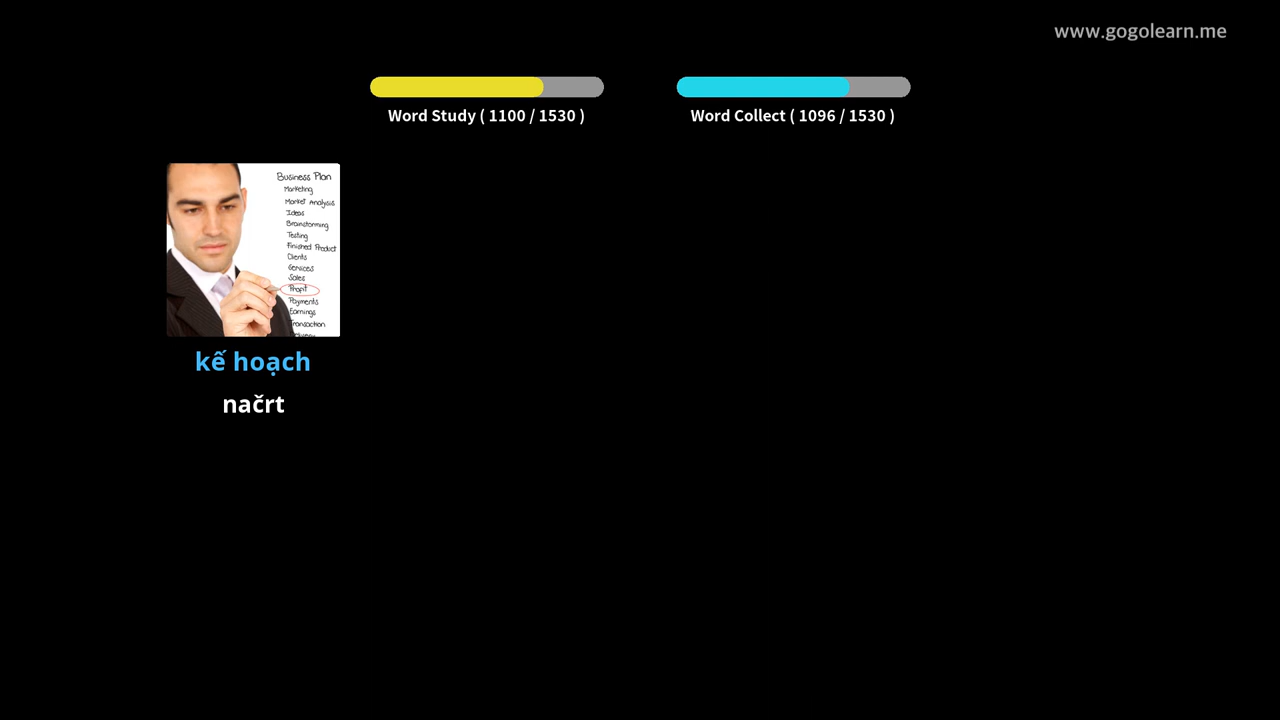 www.gogolearn.me
Word Study ( 1100 / 1530 )
Word Collect ( 1096 / 1530 )
Business Plan
Marketing
Market Analysis
Ideas
Brainstorming
Testing
Finished Product
Clients
Services
Sales
Profit
Payments
Earnings
Transaction
Delivery
kế hoạch
načrt